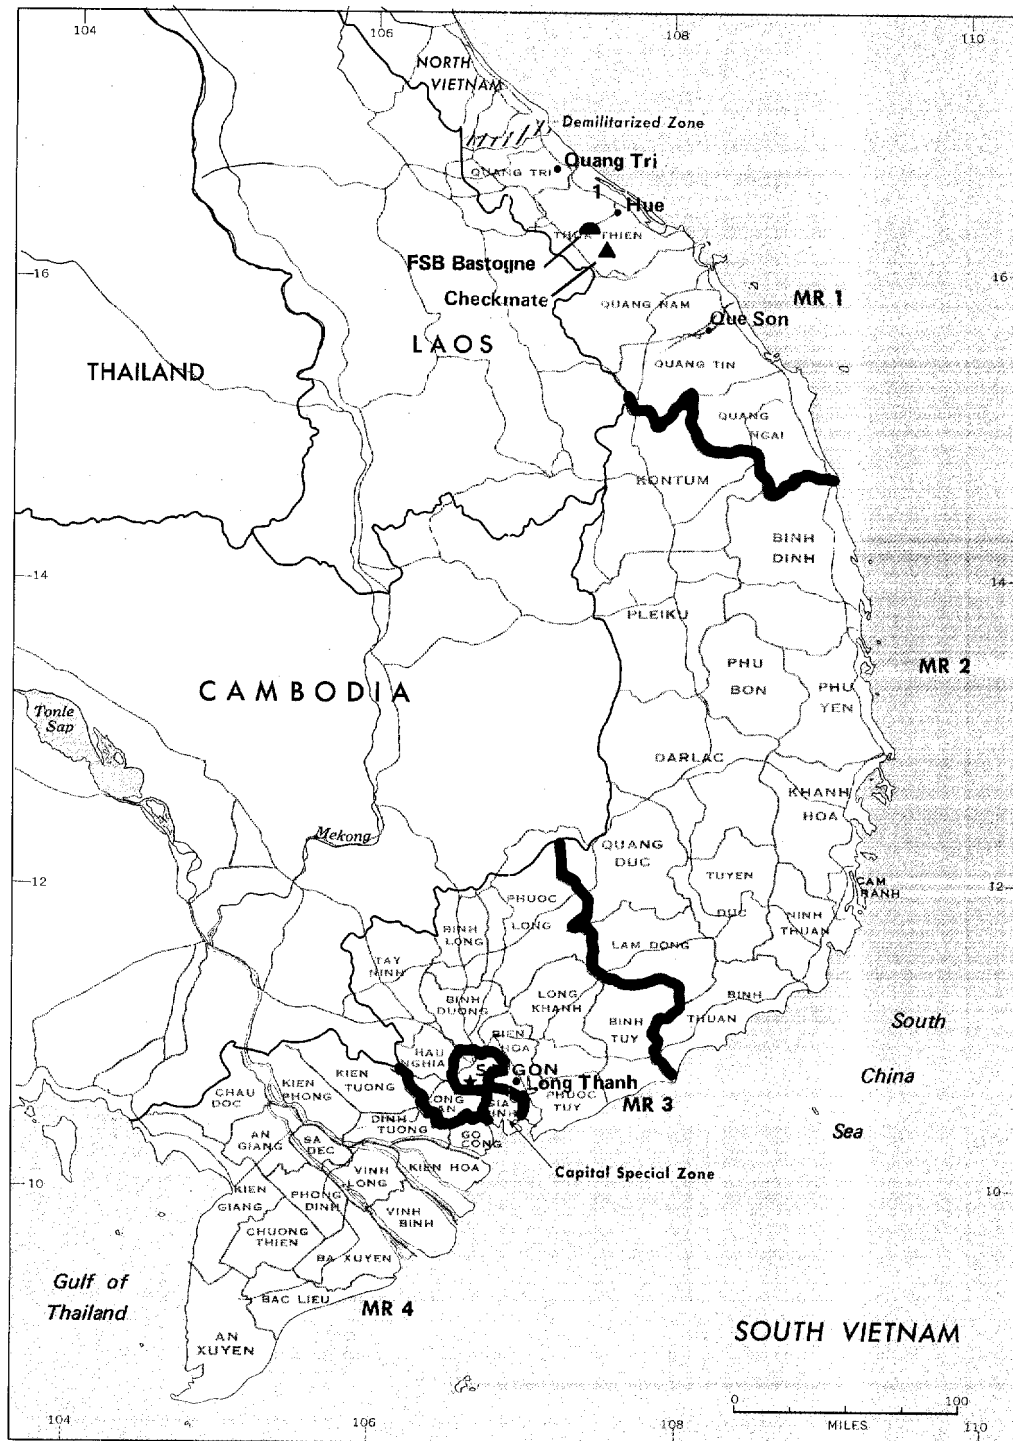 104
106
108
110
NORTH
VIETNAM
Demilitarized Zone
Quang Tri
QUANG TRI
1
Hue
THUA THIEN
FSB Bastogne
16
16
Checkmate
QUANG NAM
MR 1
Que Son
LAOS
THAILAND
QUANG TIN
QUANG
NGAI
KONTUM
BINH
DINH
14
14
PLEIKU
PHU
BON
MR 2
CAMBODIA
PHU
YEN
Tonle
Sap
DARLAC
KHANH
HOA
Mekong
QUANG
DUC
12
TUYEN
DUC
CAM
RANH
12
PHUOC
LONG
NINH
THUAN
BINH
LONG
LAM DONG
TAY
NINH
BINH
DUONG
LONG
KHANH
BINH
THUAN
BINH
TUY
South
China
Sea
BIEN
HOA
HAU
NGHIA
SAIGON
Long Thanh
KIEN
TUONG
KIEN
PHONG
CHAU
DOC
LONG
AN
GIA
DINH
PHUOC
TUY
MR 3
DINH
TUONG
GO
CONG
AN
GIANG
SA
DEC
Capital Special Zone
VINH
LONG
KIEN HOA
10
10
KIEN
GIANG
PHONG
DINH
VINH
BINH
CHUONG
THIEN
BA XUYEN
Gulf of
Thailand
BAC LIEU
MR 4
AN
XUYEN
SOUTH VIETNAM
0
100
MILES
104
106
108
110